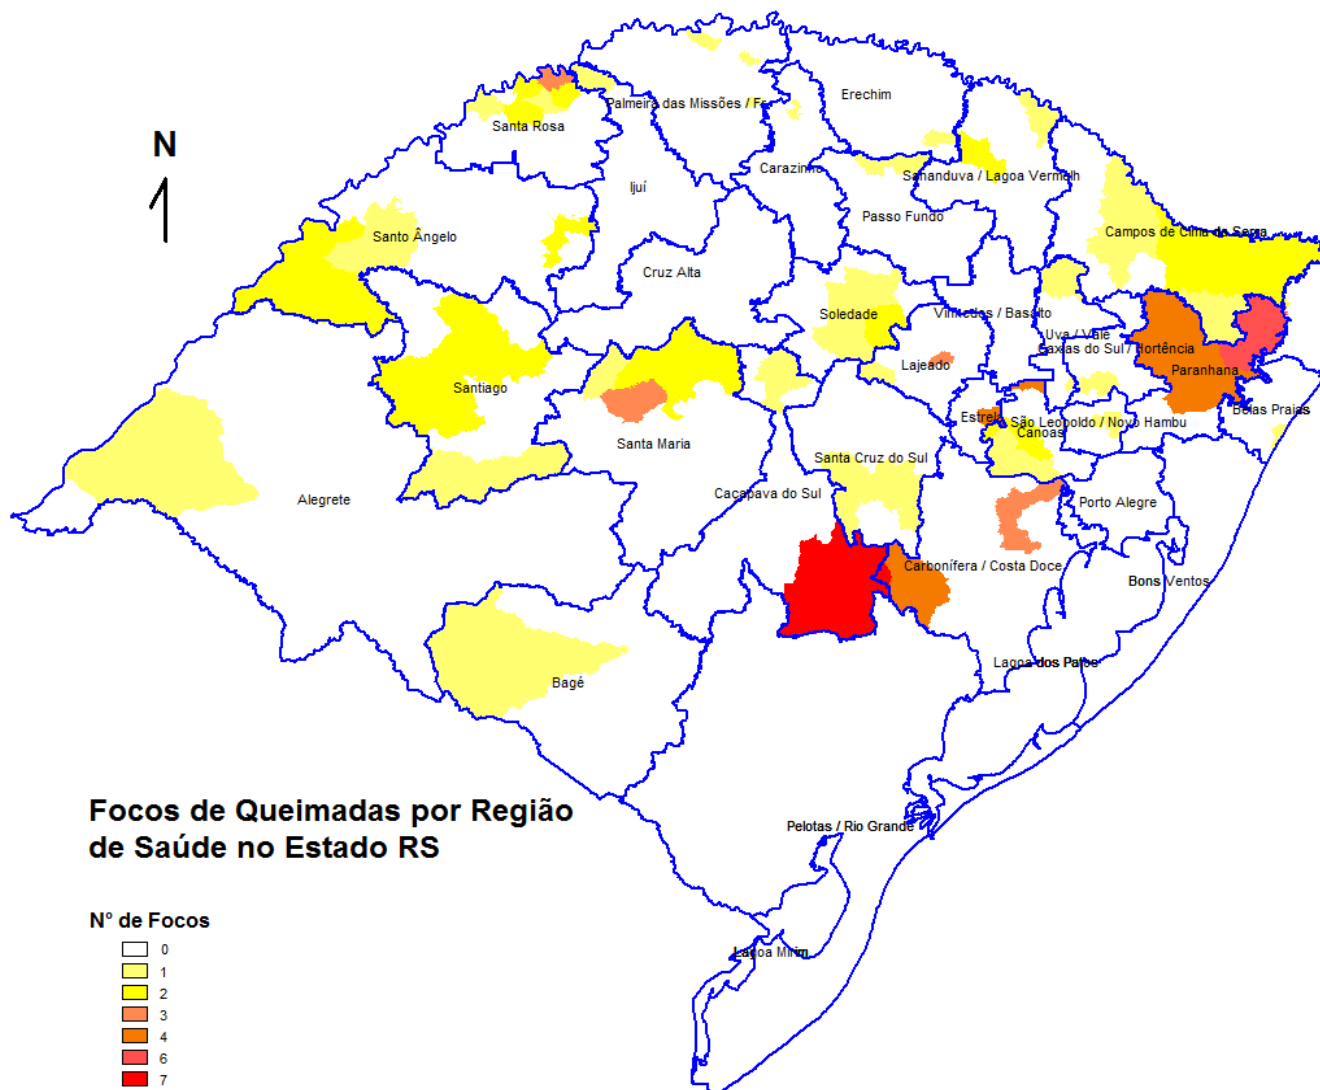 Erechim
Palmeira das Missões / Fr
Santa Rosa
N
Carazinho
Sananduva / Lagoa Vermelh
Ijuí
Passo Fundo
Campos de Cima da Serra
Santo Ângelo
Cruz Alta
Soledade
Vinhedos / Basalto
Uva / Vale
Caxias do Sul / Hortência
Lajeado
Paranhana
Santiago
Belas Praias
Estrela
São Leopoldo / Novo Hambu
Canoas
Santa Maria
Santa Cruz do Sul
Caçapava do Sul
Alegrete
Porto Alegre
Carbonífera / Costa Doce
Bons Ventos
Lagoa dos Patos
Bagé
Focos de Queimadas por Região
de Saúde no Estado RS
Pelotas / Rio Grande
N° de Focos
Lagoa Mirim
0
1
2
3
4
6
7